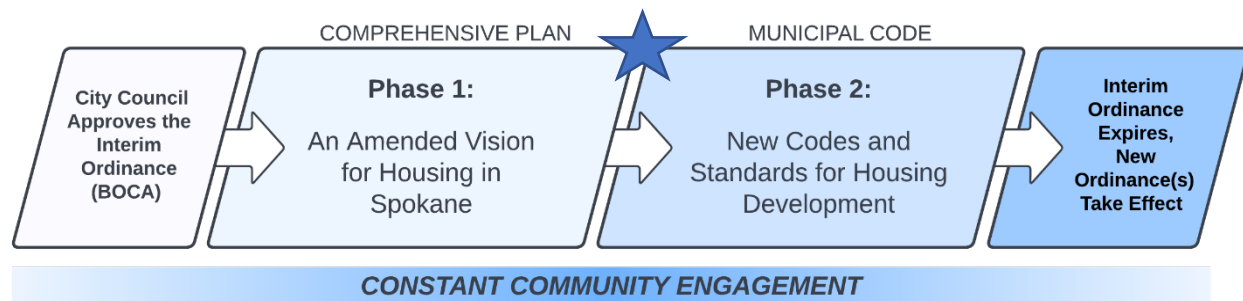 COMPREHENSIVE PLAN
MUNICIPAL CODE
City Council
Approves the
Interim
Ordinance
(BOCA)
Phase 1:
An Amended Vision
for Housing in
Spokane
Phase 2:
New Codes and
Standards for Housing
Development
Interim
Ordinance
Expires,
New
Ordinance(s)
Take Effect
CONSTANT COMMUNITY ENGAGEMENT